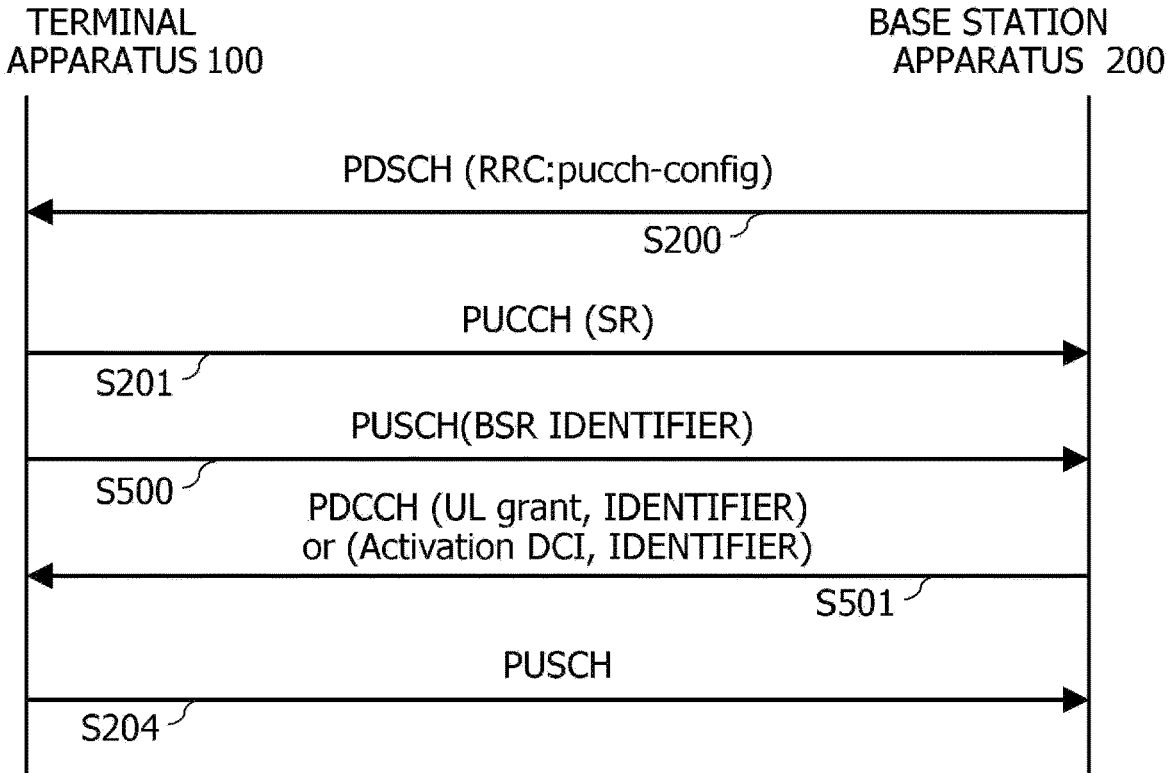 TERMINAL
APPARATUS 100
BASE STATION
APPARATUS 200
PDSCH (RRC:pucch-config)
S200
PUCCH (SR)
S201
PUSCH(BSR IDENTIFIER)
S500
PDCCH (UL grant, IDENTIFIER)
or (Activation DCI, IDENTIFIER)
S501
PUSCH
S204